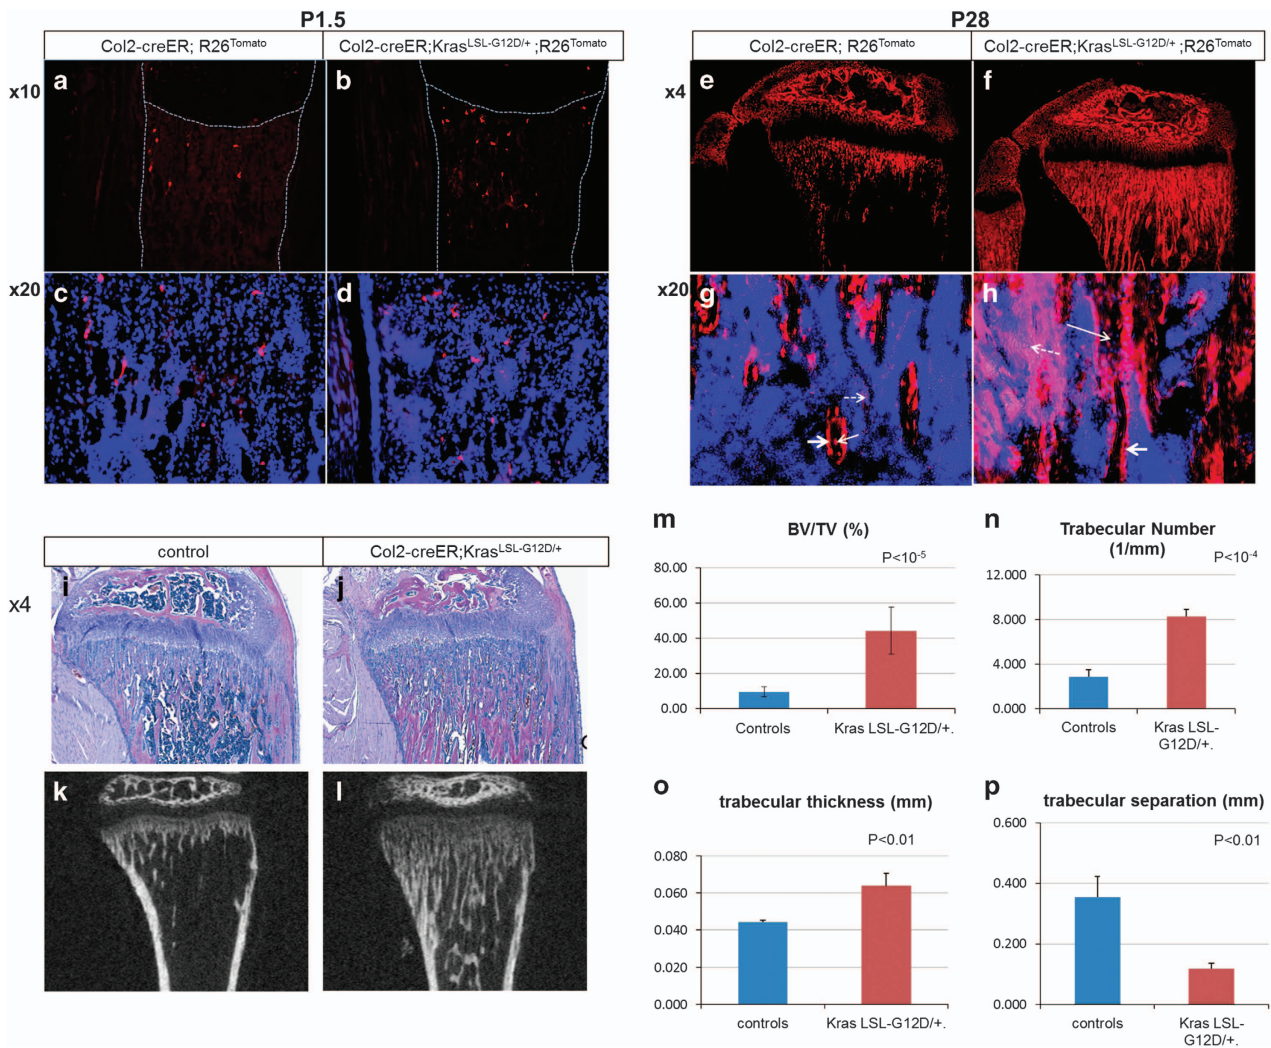 P1.5
P28
Col2-creER; R26Tomato
Col2-creER;KrasLSL-G12D/+ ;R26Tomato
Col2-creER; R26Tomato
Col2-creER;KrasLSL-G12D/+ ;R26Tomato
x10
a
b
x4
e
f
x20
c
d
x20
g
h
control
Col2-creER;KrasLSL-G12D/+
x4
i
j
k
l
m
BV/TV (%)
P<10-5
80.00
60.00
40.00
20.00
0.00
Controls
Kras LSL-G12D/+.
n
Trabecular Number
(1/mm)
P<10-4
12.000
8.000
4.000
0.000
Controls
Kras LSL-
G12D/+.
o
trabecular thickness (mm)
P<0.01
0.080
0.060
0.040
0.020
0.000
controls
Kras LSL-G12D/+.
p
trabecular separation (mm)
P<0.01
0.600
0.400
0.200
0.000
controls
Kras LSL-
G12D/+.